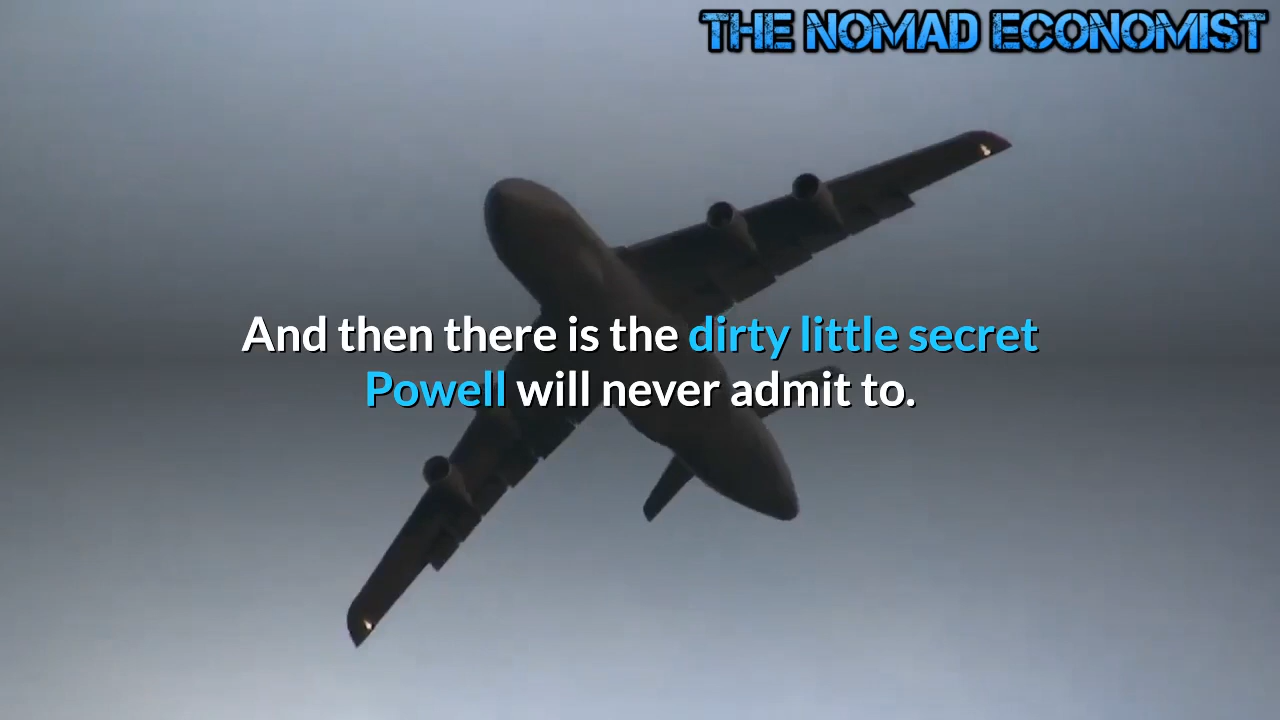 THE NOMAD ECONOMIST
And then there is the dirty little secret
Powell will never admit to.